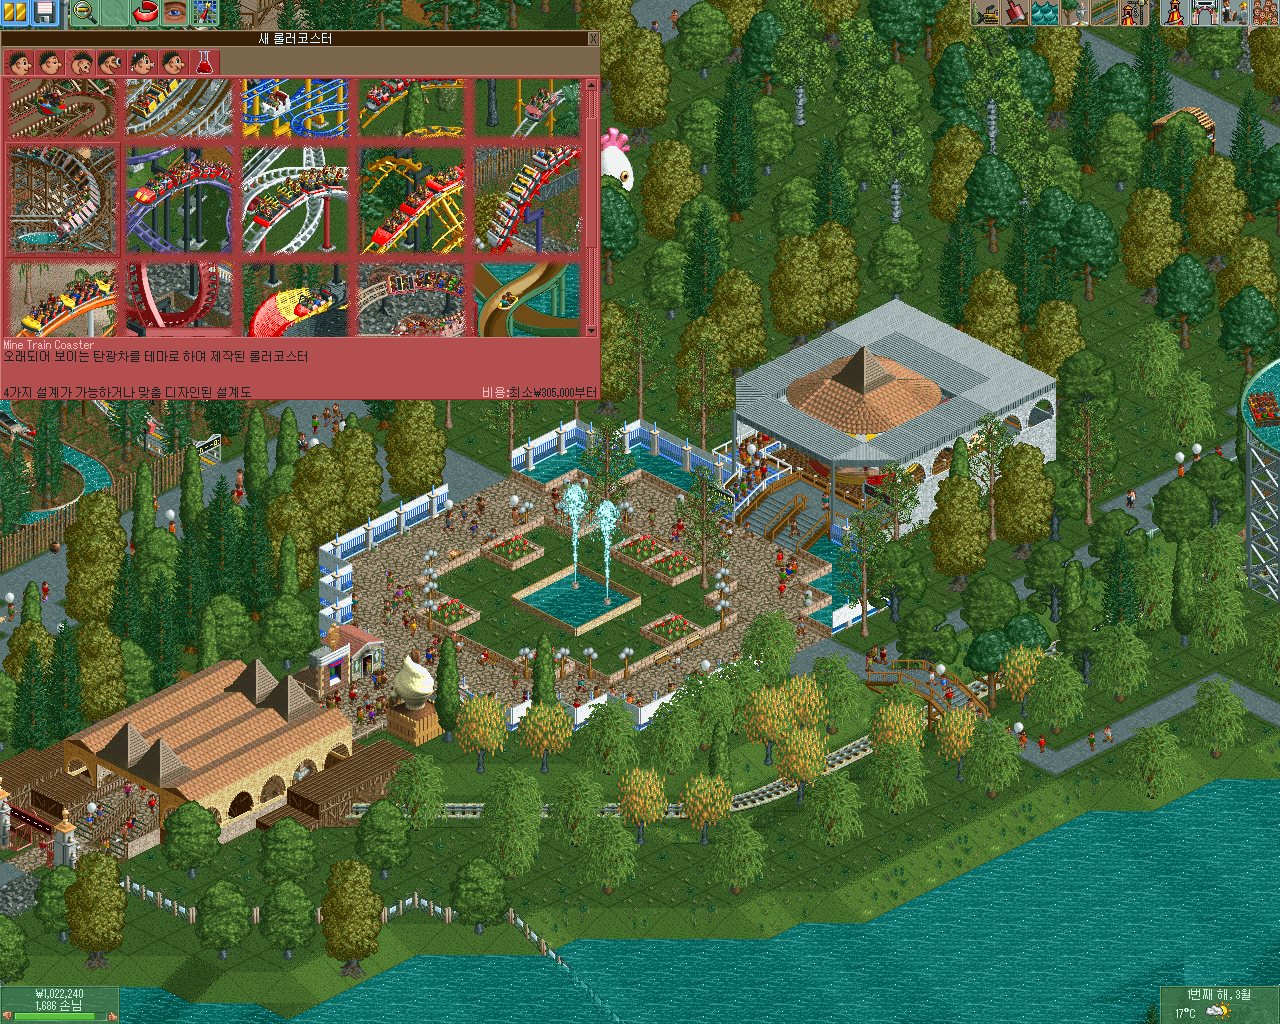 새 롤러코스터
Mine Train Coaster
오래되어 보이는 탄광차를 테마로 하여 제작된 롤러코스터
4가지 설계가 가능하거나 맞춤 디자인된 설계도
비용:최소₩305,000부터
₩1,022,240
1,686 손님
1번째 해, 3월
17°C